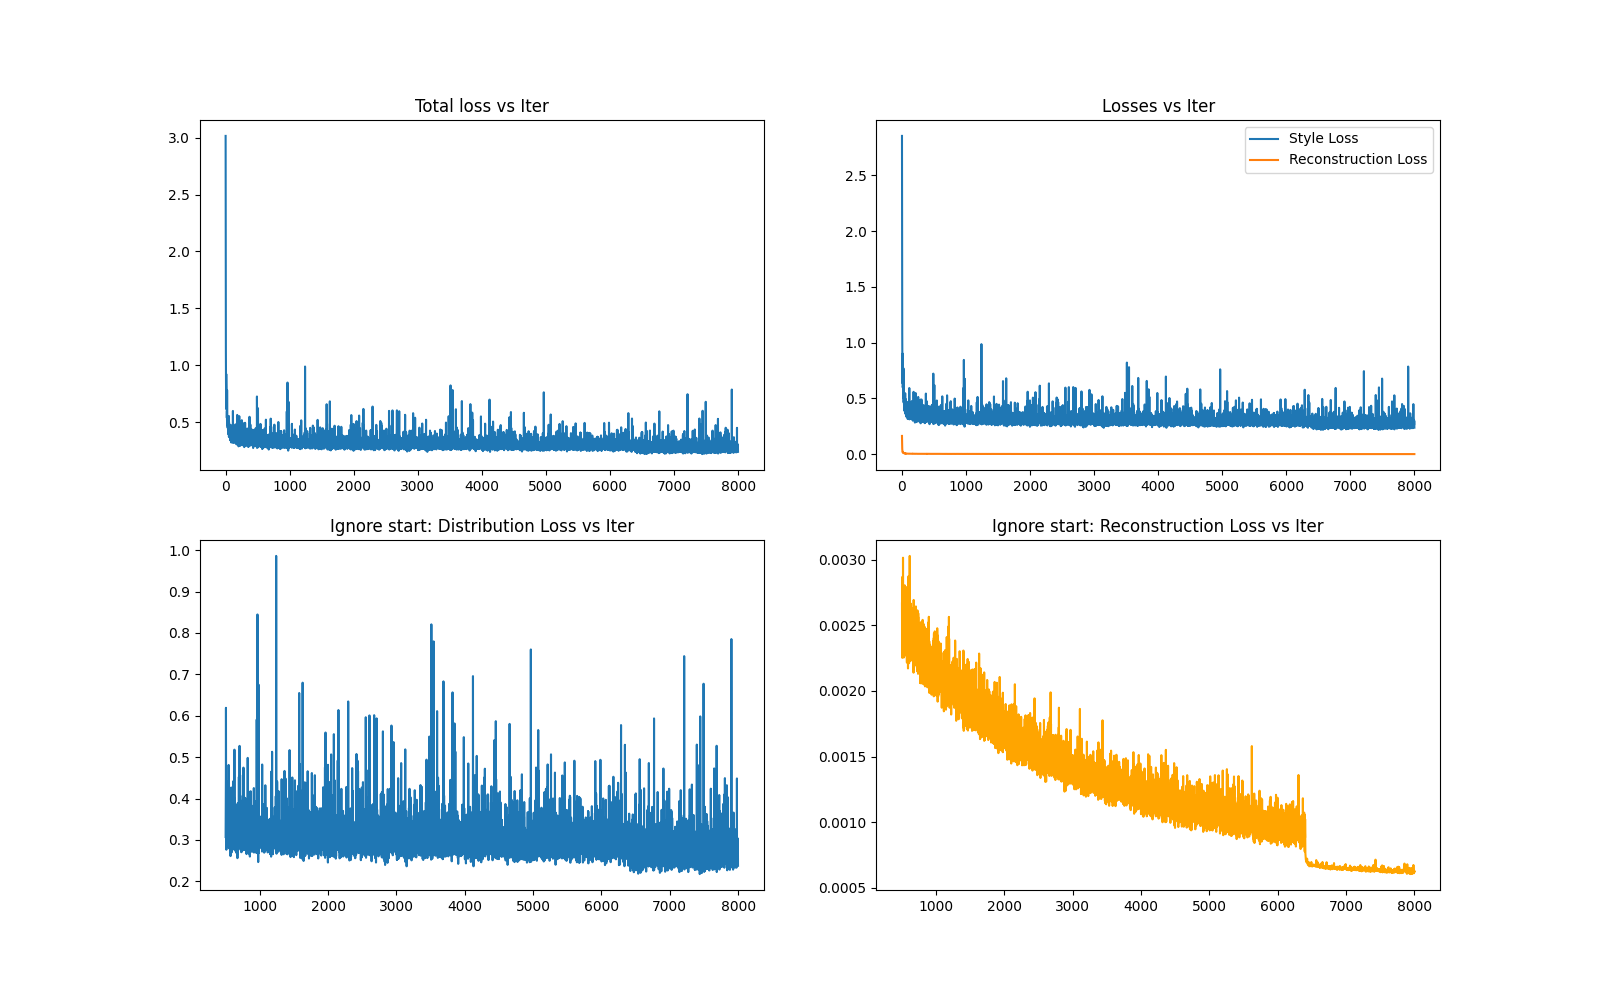 Total loss vs Iter
3.0
2.5
2.0
1.5
1.0
0.5
0 1000 2000 3000 4000 5000 6000 7000 8000
Losses vs Iter
Style Loss
Reconstruction Loss
2.5
2.0
1.5
1.0
0.5
0.0
0 1000 2000 3000 4000 5000 6000 7000 8000
Ignore start: Distribution Loss vs Iter
1.0
0.9
0.8
0.7
0.6
0.5
0.4
0.3
0.2
1000 2000 3000 4000 5000 6000 7000 8000
Ignore start: Reconstruction Loss vs Iter
0.0030
0.0025
0.0020
0.0015
0.0010
0.0005
1000 2000 3000 4000 5000 6000 7000 8000